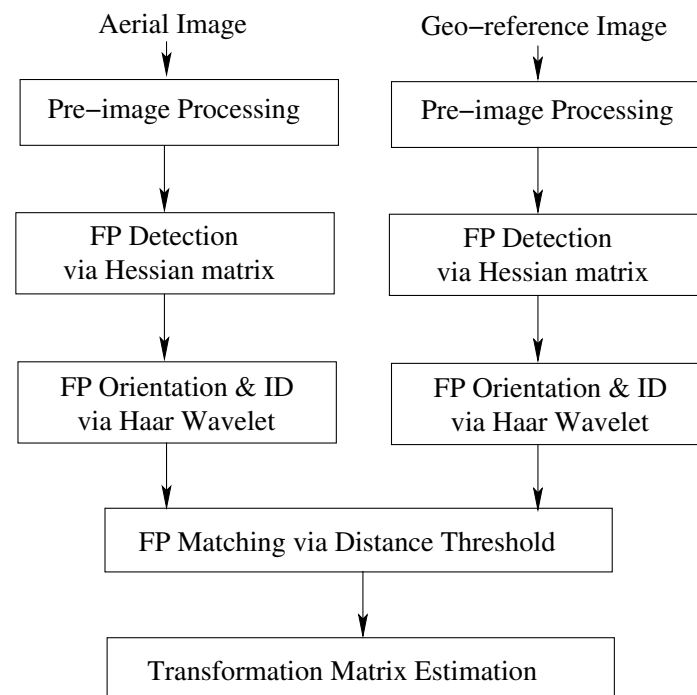 Aerial Image
Geo−reference Image
Pre−image Processing
Pre−image Processing
FP Detection
via Hessian matrix
FP Detection
via Hessian matrix
FP Orientation & ID
via Haar Wavelet
FP Orientation & ID
via Haar Wavelet
FP Matching via Distance Threshold
Transformation Matrix Estimation